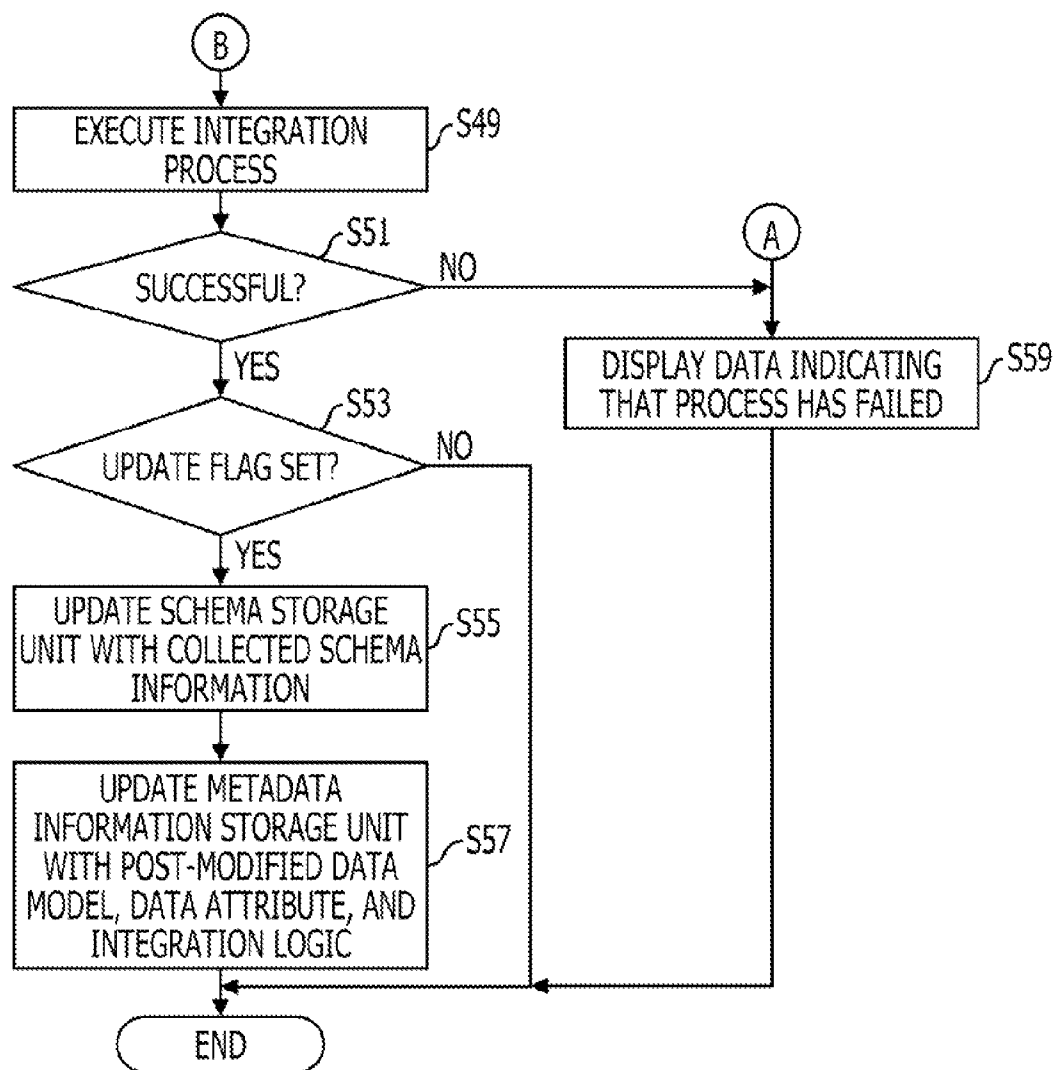 B
EXECUTE INTEGRATION
PROCESS
S49
SUCCESSFUL?
S51
NO
YES
A
DISPLAY DATA INDICATING
THAT PROCESS HAS FAILED
S59
UPDATE FLAG SET?
S53
NO
YES
UPDATE SCHEMA STORAGE
UNIT WITH COLLECTED SCHEMA
INFORMATION
S55
UPDATE METADATA
INFORMATION STORAGE UNIT
WITH POST-MODIFIED DATA
MODEL, DATA ATTRIBUTE, AND
INTEGRATION LOGIC
S57
END